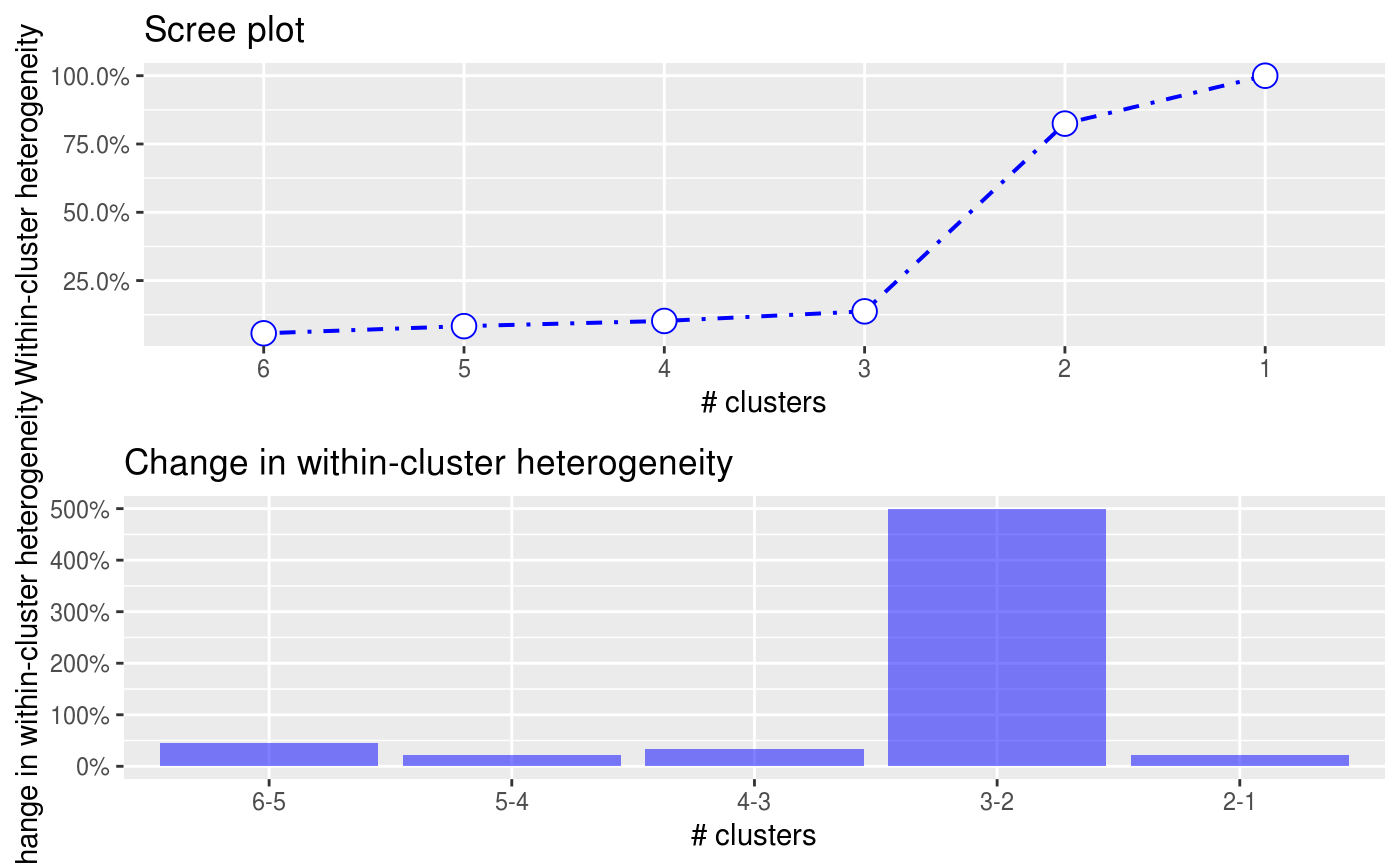 Scree plot
Within-cluster heterogeneity
100.0%
75.0%
50.0%
25.0%
6 5 4 3 2 1
# clusters
Change in within-cluster heterogeneity
hange in within-cluster heterogeneity
500%
400%
300%
200%
100%
0%
6-5 5-4 4-3 3-2 2-1
# clusters